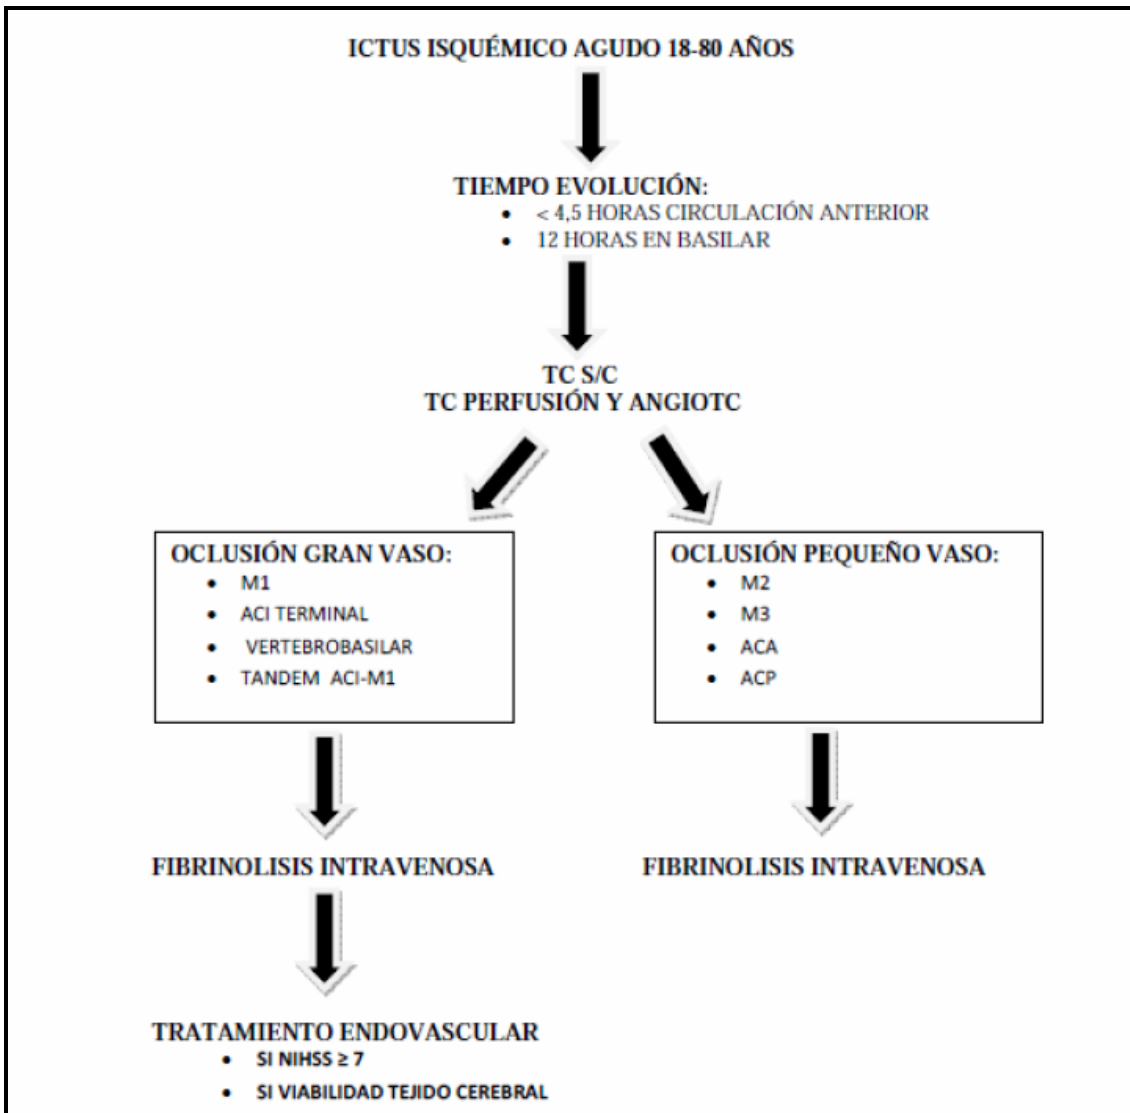 ICTUS ISQUÉMICO AGUDO 18-80 AÑOS
TIEMPO EVOLUCIÓN:
• < 4,5 HORAS CIRCULACIÓN ANTERIOR
• 12 HORAS EN BASILAR
TC S/C
TC PERFUSIÓN Y ANGIOTC
OCLUSIÓN GRAN VASO:
• M1
• ACI TERMINAL
• VERTEBROBASILAR
• TANDEM ACI-M1
OCLUSIÓN PEQUEÑO VASO:
• M2
• M3
• ACA
• ACP
FIBRINOLISIS INTRAVENOSA
FIBRINOLISIS INTRAVENOSA
TRATAMIENTO ENDOVASCULAR
• SI NIHSS ≥ 7
• SI VIABILIDAD TEJIDO CEREBRAL